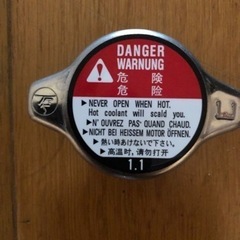 DANGER
WARNUNG
危 険
危 险
▶NEVER OPEN WHEN HOT.
Hot coolant will scald you.
▶N'OUVREZ PAS QUAND CHAUD.
▶NICHT BEI HEISSEM MOTOR ÖFFNEN.
▶熱い時あけないで下さい。
▶高温时,请勿打开
1.1